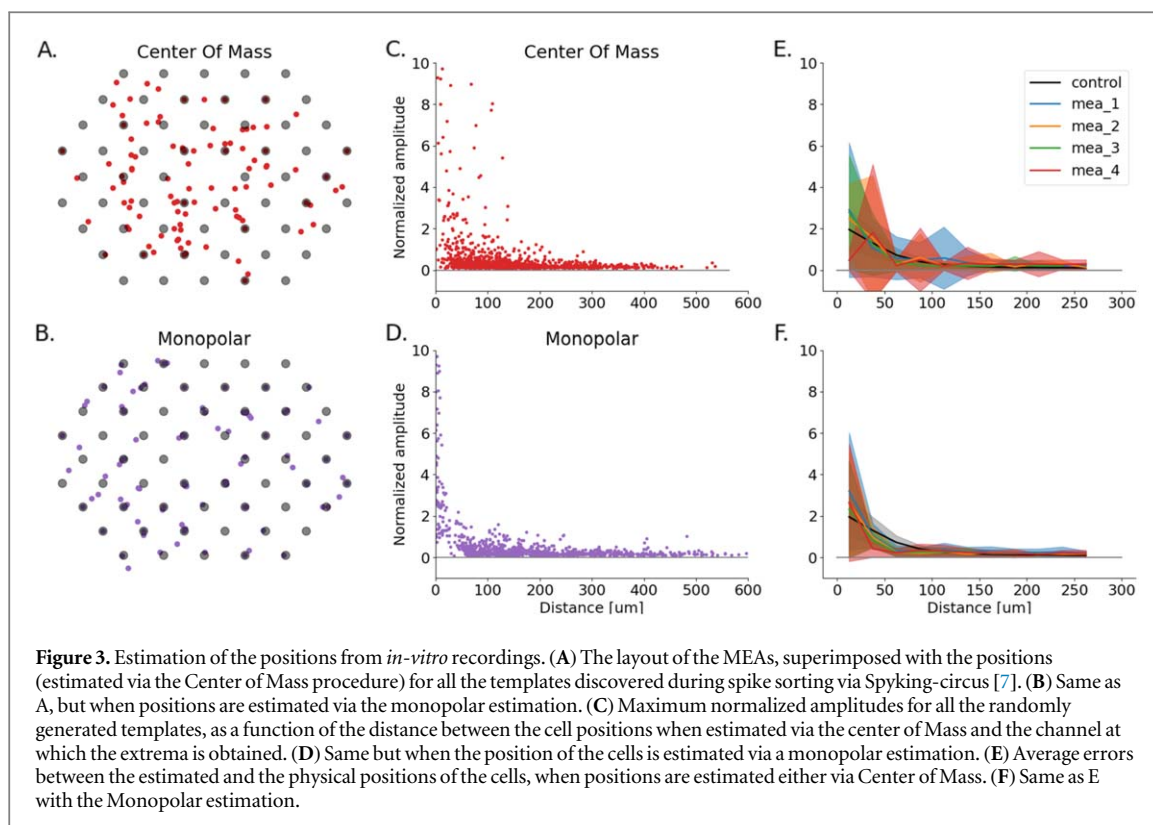 A.
Center Of Mass
C.
Center Of Mass
10
8
6
4
2
0
Normalized amplitude
0 100 200 300 400 500 600
E.
10
8
6
4
2
0
control
mea_1
mea_2
mea_3
mea_4
0 50 100 150 200 250 300
B.
Monopolar
D.
Monopolar
10
8
6
4
2
0
Normalized amplitude
0 100 200 300 400 500 600
Distance [um]
F.
10
8
6
4
2
0
0 50 100 150 200 250 300
Distance [um]
Figure 3. Estimation of the positions from in-vitro recordings. (A) The layout of the MEAs, superimposed with the positions
(estimated via the Center of Mass procedure) for all the templates discovered during spike sorting via Spyking-circus [7]. (B) Same as
A, but when positions are estimated via the monopolar estimation. (C) Maximum normalized amplitudes for all the randomly
generated templates, as a function of the distance between the cell positions when estimated via the center of Mass and the channel at
which the extrema is obtained. (D) Same but when the position of the cells is estimated via a monopolar estimation. (E) Average errors
between the estimated and the physical positions of the cells, when positions are estimated either via Center of Mass. (F) Same as E
with the Monopolar estimation.